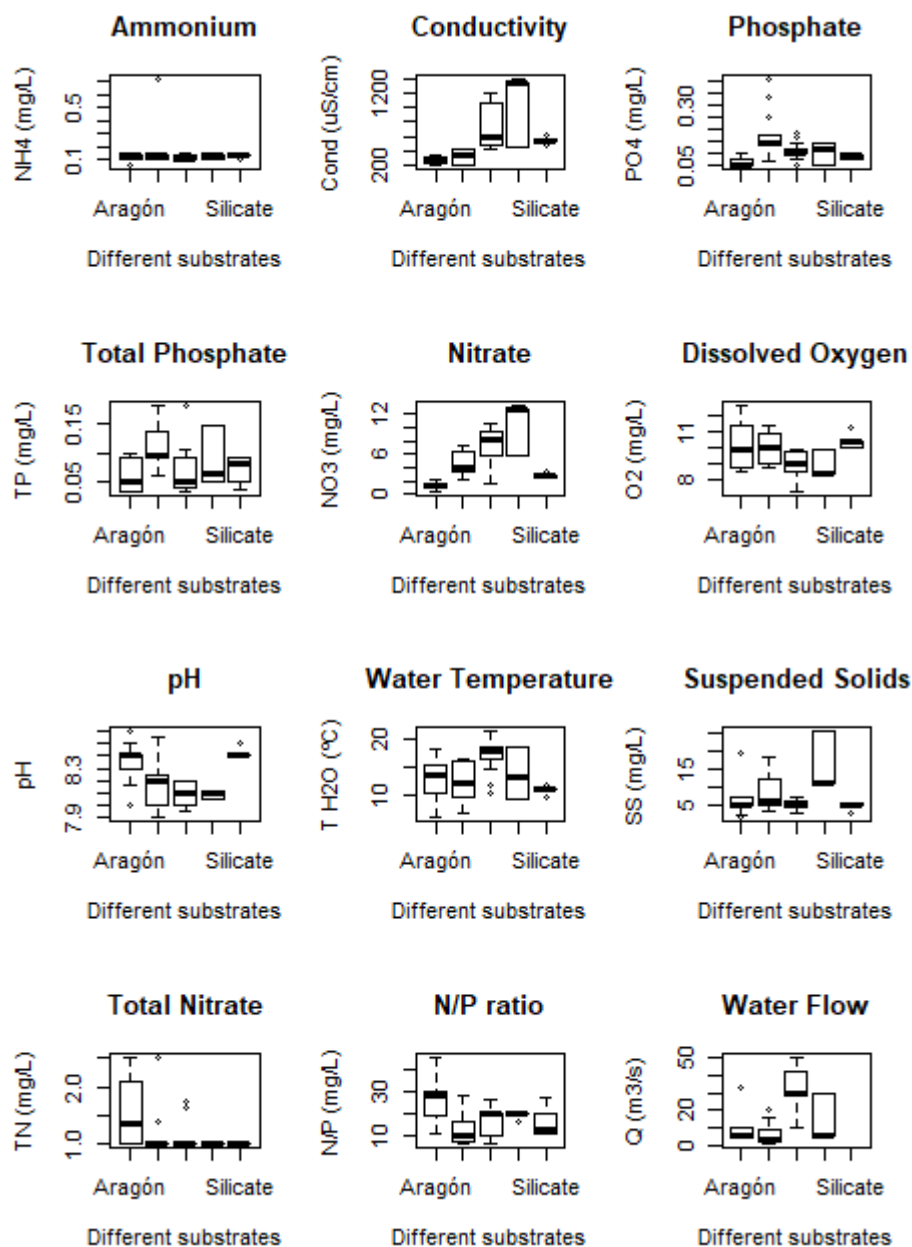 Ammonium
NH4 (mg/L)
0.5
0.1
Aragón Silicate
Different substrates
Conductivity
Cond (uS/cm)
1200
200
Aragón Silicate
Different substrates
Phosphate
PO4 (mg/L)
0.30
0.05
Aragón Silicate
Different substrates
Total Phosphate
TP (mg/L)
0.15
0.05
Aragón Silicate
Different substrates
Nitrate
NO3 (mg/L)
12
6
0
Aragón Silicate
Different substrates
Dissolved Oxygen
O2 (mg/L)
11
8
Aragón Silicate
Different substrates
pH
pH
8.3
7.9
Aragón Silicate
Different substrates
Water Temperature
T H2O (ºC)
20
10
Aragón Silicate
Different substrates
Suspended Solids
SS (mg/L)
15
5
Aragón Silicate
Different substrates
Total Nitrate
TN (mg/L)
2.0
1.0
Aragón Silicate
Different substrates
N/P ratio
N/P (mg/L)
30
10
Aragón Silicate
Different substrates
Water Flow
Q (m3/s)
50
20
0
Aragón Silicate
Different substrates